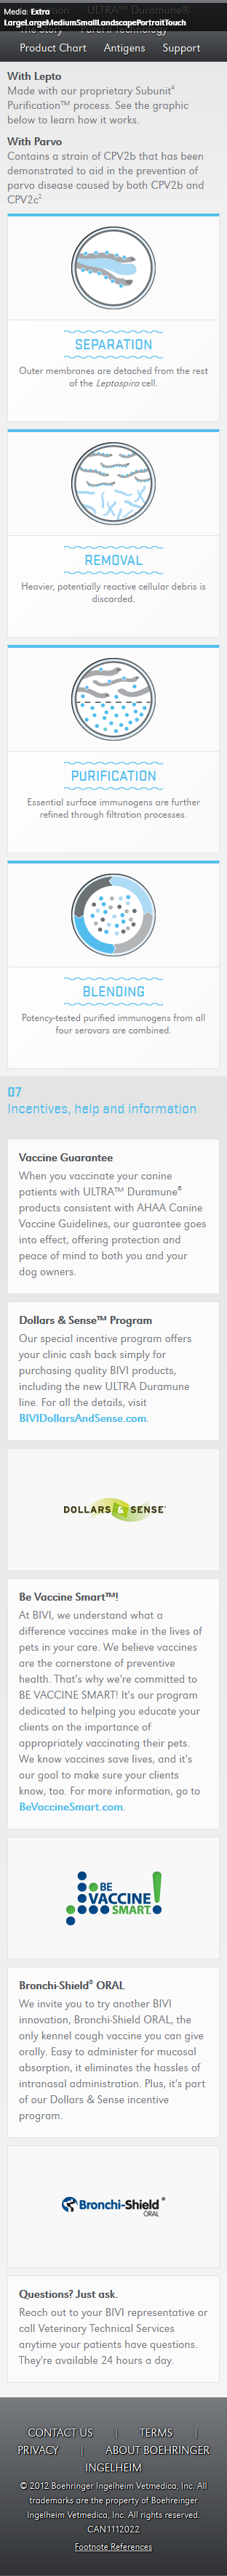 Media: Extra
LargeLargeMediumSmallLandscapePortraitTouch
ULTRA™ Duramune®
The Story
PureFil Technology
Product Chart Antigens Support
With Lepto
Made with our proprietary Subunit⁴
Purification™ process. See the graphic
below to learn how it works.
With Parvo
Contains a strain of CPV2b that has been
demonstrated to aid in the prevention of
parvo disease caused by both CPV2b and
CPV2c²
SEPARATION
Outer membranes are detached from the rest
of the Leptospira cell.
REMOVAL
Heavier, potentially reactive cellular debris is
discarded.
PURIFICATION
Essential surface immunogens are further
refined through filtration processes.
BLENDING
Potency-tested purified immunogens from all
four serovars are combined.
07
Incentives, help and information
Vaccine Guarantee
When you vaccinate your canine
patients with ULTRA™ Duramune®
products consistent with AHAA Canine
Vaccine Guidelines, our guarantee goes
into effect, offering protection and
peace of mind to both you and your
dog owners.
Dollars & Sense™ Program
Our special incentive program offers
your clinic cash back simply for
purchasing quality BIVI products,
including the new ULTRA Duramune
line. For all the details, visit
BIVIDollarsAndSense.com.
DOLLARS & SENSE
Be Vaccine Smart™!
At BIVI, we understand what a
difference vaccines make in the lives of
pets in your care. We believe vaccines
are the cornerstone of preventive
health. That's why we're committed to
BE VACCINE SMART! It's our program
dedicated to helping you educate your
clients on the importance of
appropriately vaccinating their pets.
We know vaccines save lives, and it's
our goal to make sure your clients
know, too. For more information, go to
BeVaccineSmart.com.
BE
VACCINE
SMART!
Bronchi-Shield® ORAL
We invite you to try another BIVI
innovation, Bronchi-Shield ORAL, the
only kennel cough vaccine you can give
orally. Easy to administer for mucosal
absorption, it eliminates the hassles of
intranasal administration. Plus, it's part
of our Dollars & Sense incentive
program.
Bronchi-Shield®
ORAL
Questions? Just ask.
Reach out to your BIVI representative or
call Veterinary Technical Services
anytime your patients have questions.
They're available 24 hours a day.
CONTACT US | TERMS |
PRIVACY | ABOUT BOEHRINGER
INGELHEIM
© 2012 Boehringer Ingelheim Vetmedica, Inc. All
trademarks are the property of Boehreinger
Ingelheim Vetmedica, Inc. All rights reserved.
CAN1112022
Footnote References